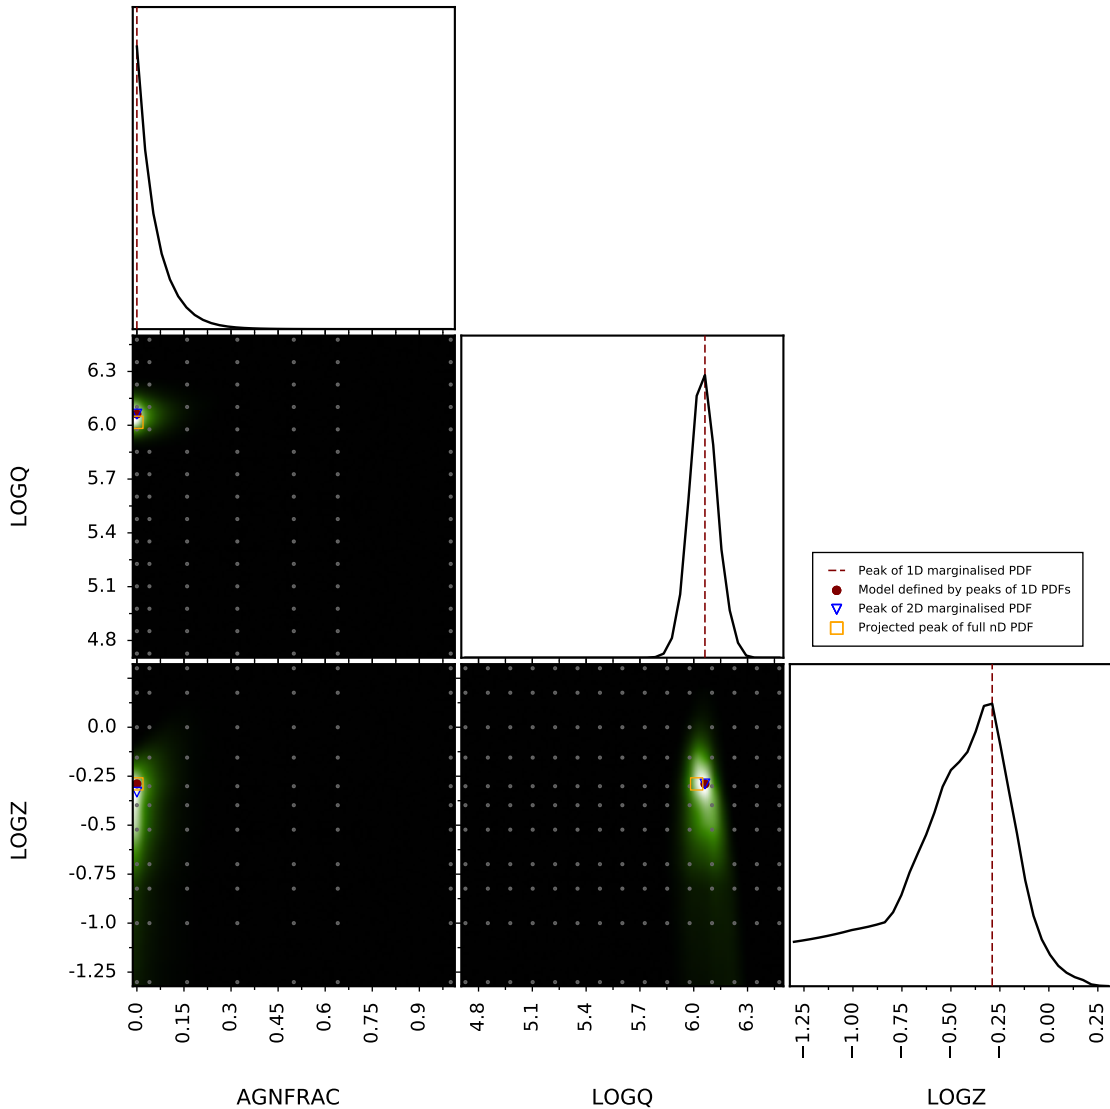 6.3
6.0
5.7
5.4
5.1
4.8
LOGQ
Peak of 1D marginalised PDF
Model defined by peaks of 1D PDFs
Peak of 2D marginalised PDF
Projected peak of full nD PDF
0.0
-0.25
-0.5
-0.75
-1.0
-1.25
LOGZ
0.0 0.15 0.3 0.45 0.6 0.75 0.9
4.8 5.1 5.4 5.7 6.0 6.3
−1.25 −1.00 −0.75 −0.50 −0.25 0.00 0.25
AGNFRAC LOGQ LOGZ